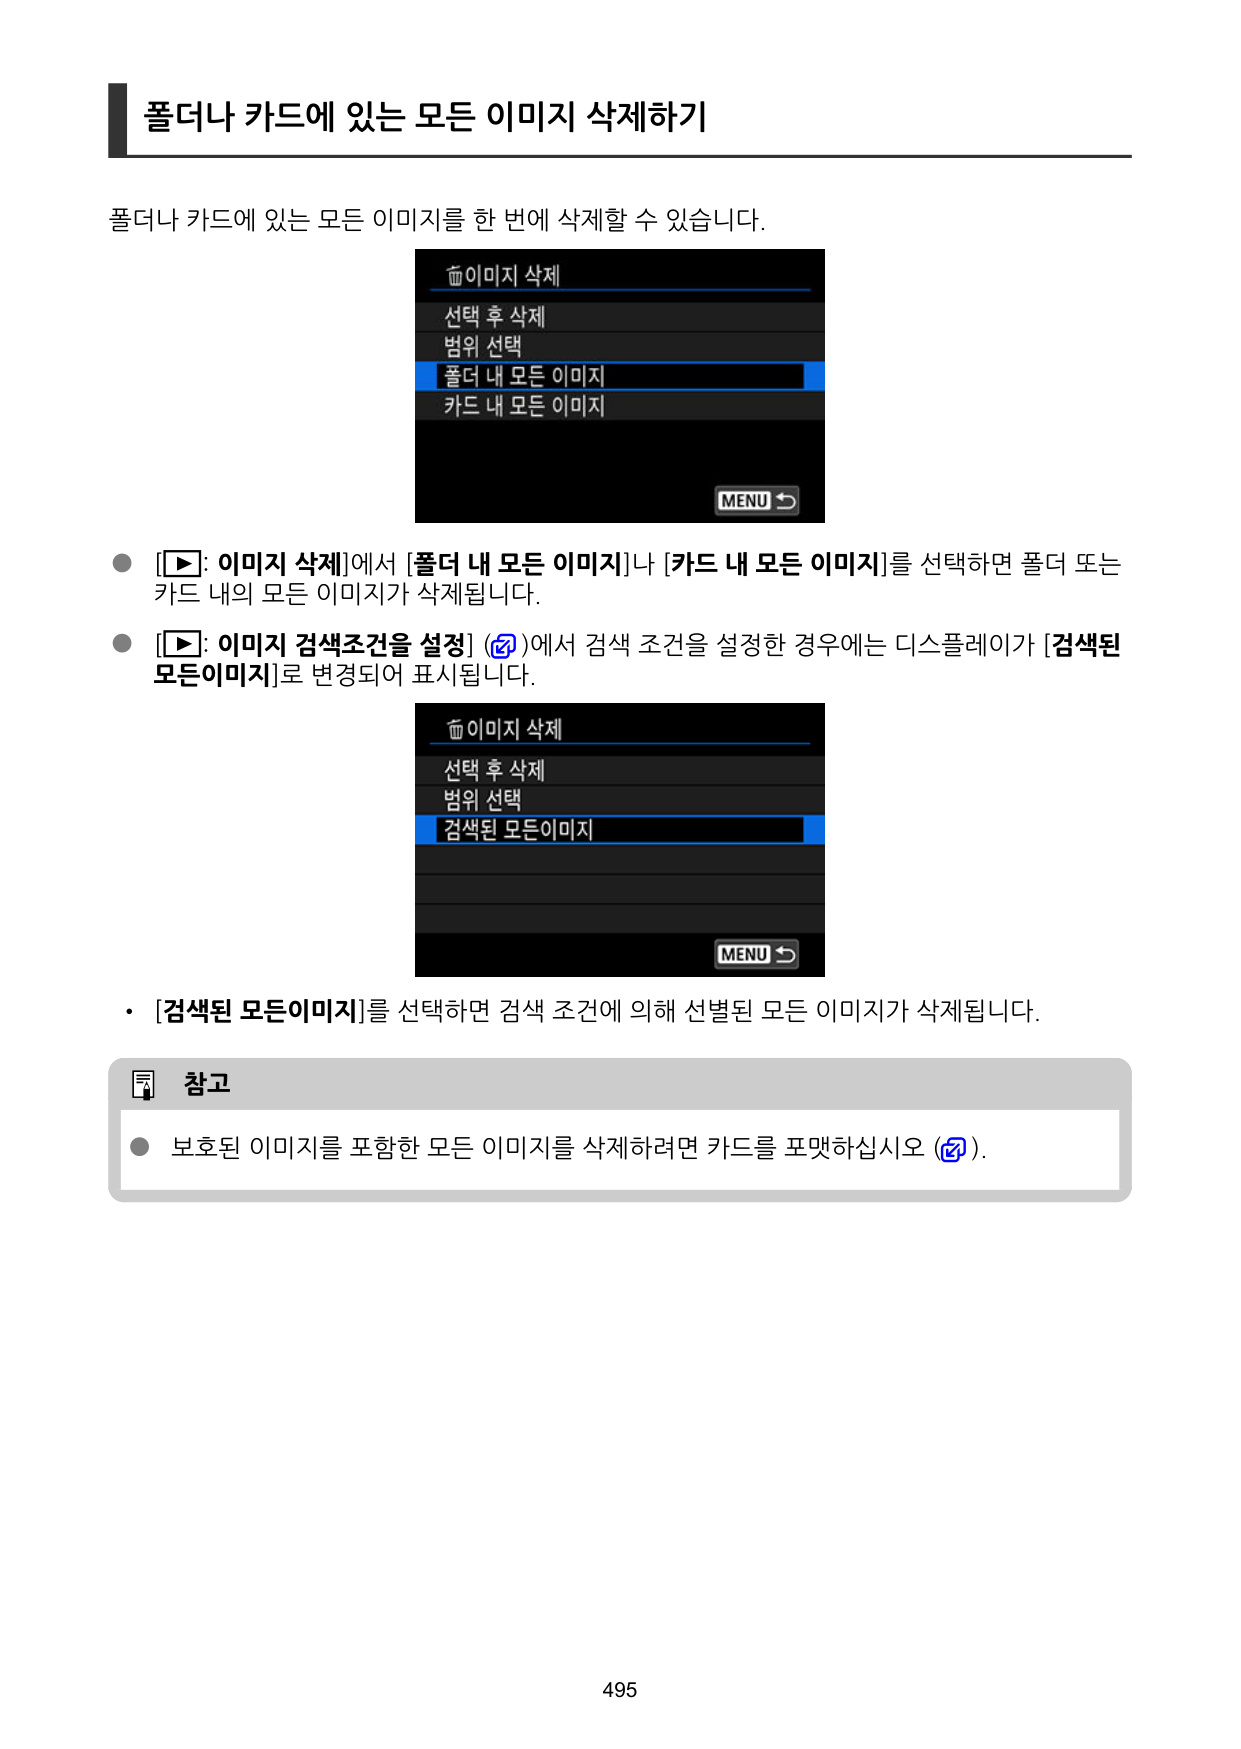 폴더나 카드에 있는 모든 이미지 삭제하기
폴더나 카드에 있는 모든 이미지를 한 번에 삭제할 수 있습니다.
이미지 삭제
선택 후 삭제
범위 선택
폴더 내 모든 이미지
카드 내 모든 이미지
MENU
● [▶: 이미지 삭제]에서 [폴더 내 모든 이미지]나 [카드 내 모든 이미지]를 선택하면 폴더 또는
카드 내의 모든 이미지가 삭제됩니다.
● [▶: 이미지 검색조건을 설정] ()에서 검색 조건을 설정한 경우에는 디스플레이가 [검색된
모든이미지]로 변경되어 표시됩니다.
이미지 삭제
선택 후 삭제
범위 선택
검색된 모든이미지
MENU
• [검색된 모든이미지]를 선택하면 검색 조건에 의해 선별된 모든 이미지가 삭제됩니다.
참고
● 보호된 이미지를 포함한 모든 이미지를 삭제하려면 카드를 포맷하십시오 ().
495